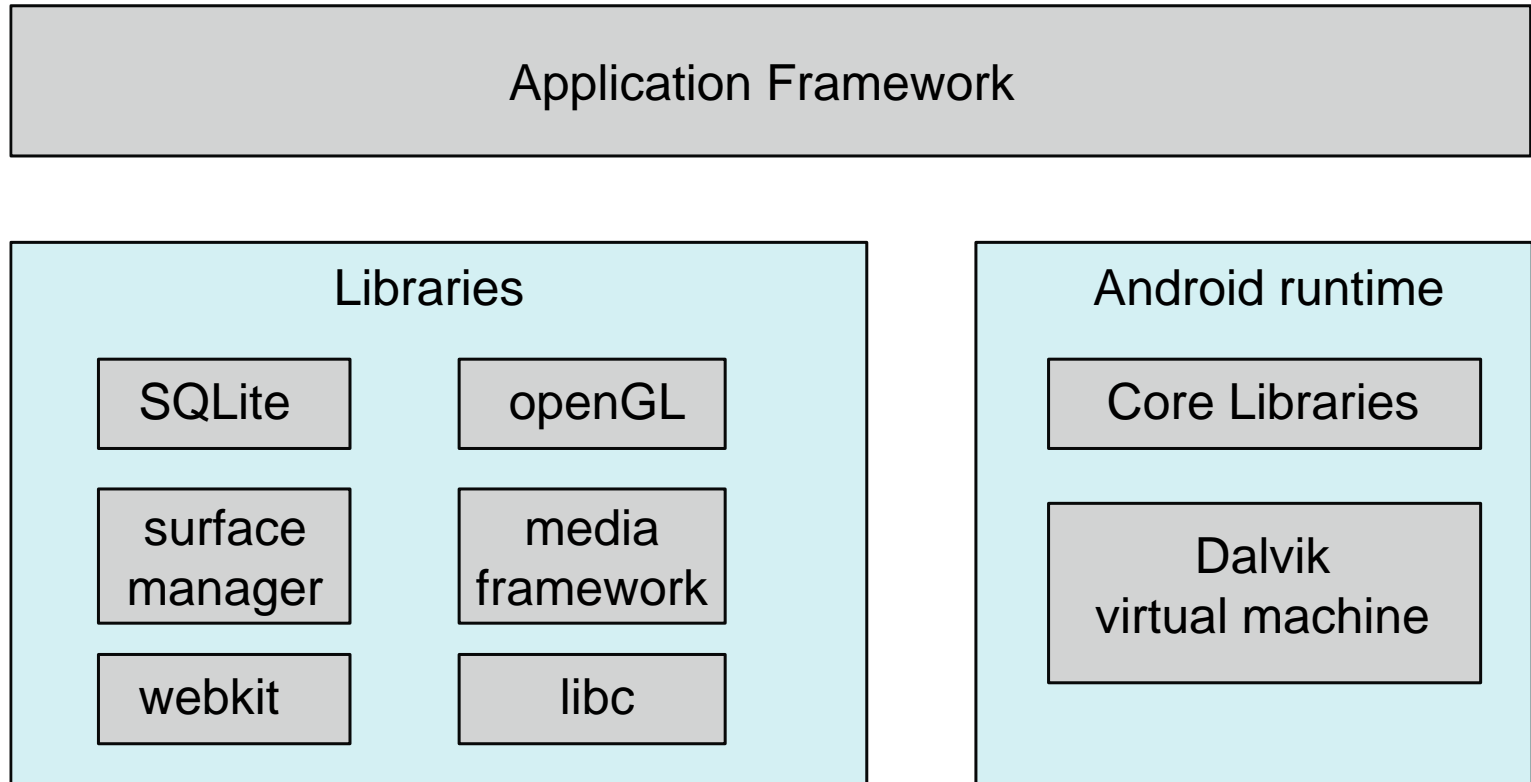 Application Framework
Libraries
SQLite
openGL
surface
manager
media
framework
webkit
libc
Android runtime
Core Libraries
Dalvik
virtual machine